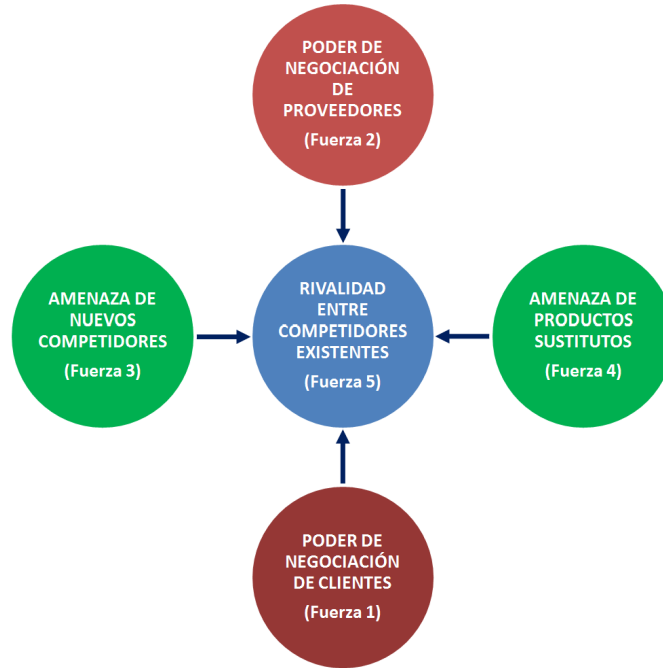 PODER DE
NEGOCIACIÓN
DE
PROVEEDORES
(Fuerza 2)
AMENAZA DE
NUEVOS
COMPETIDORES
(Fuerza 3)
RIVALIDAD
ENTRE
COMPETIDORES
EXISTENTES
(Fuerza 5)
AMENAZA DE
PRODUCTOS
SUSTITUTOS
(Fuerza 4)
PODER DE
NEGOCIACIÓN
DE CLIENTES
(Fuerza 1)